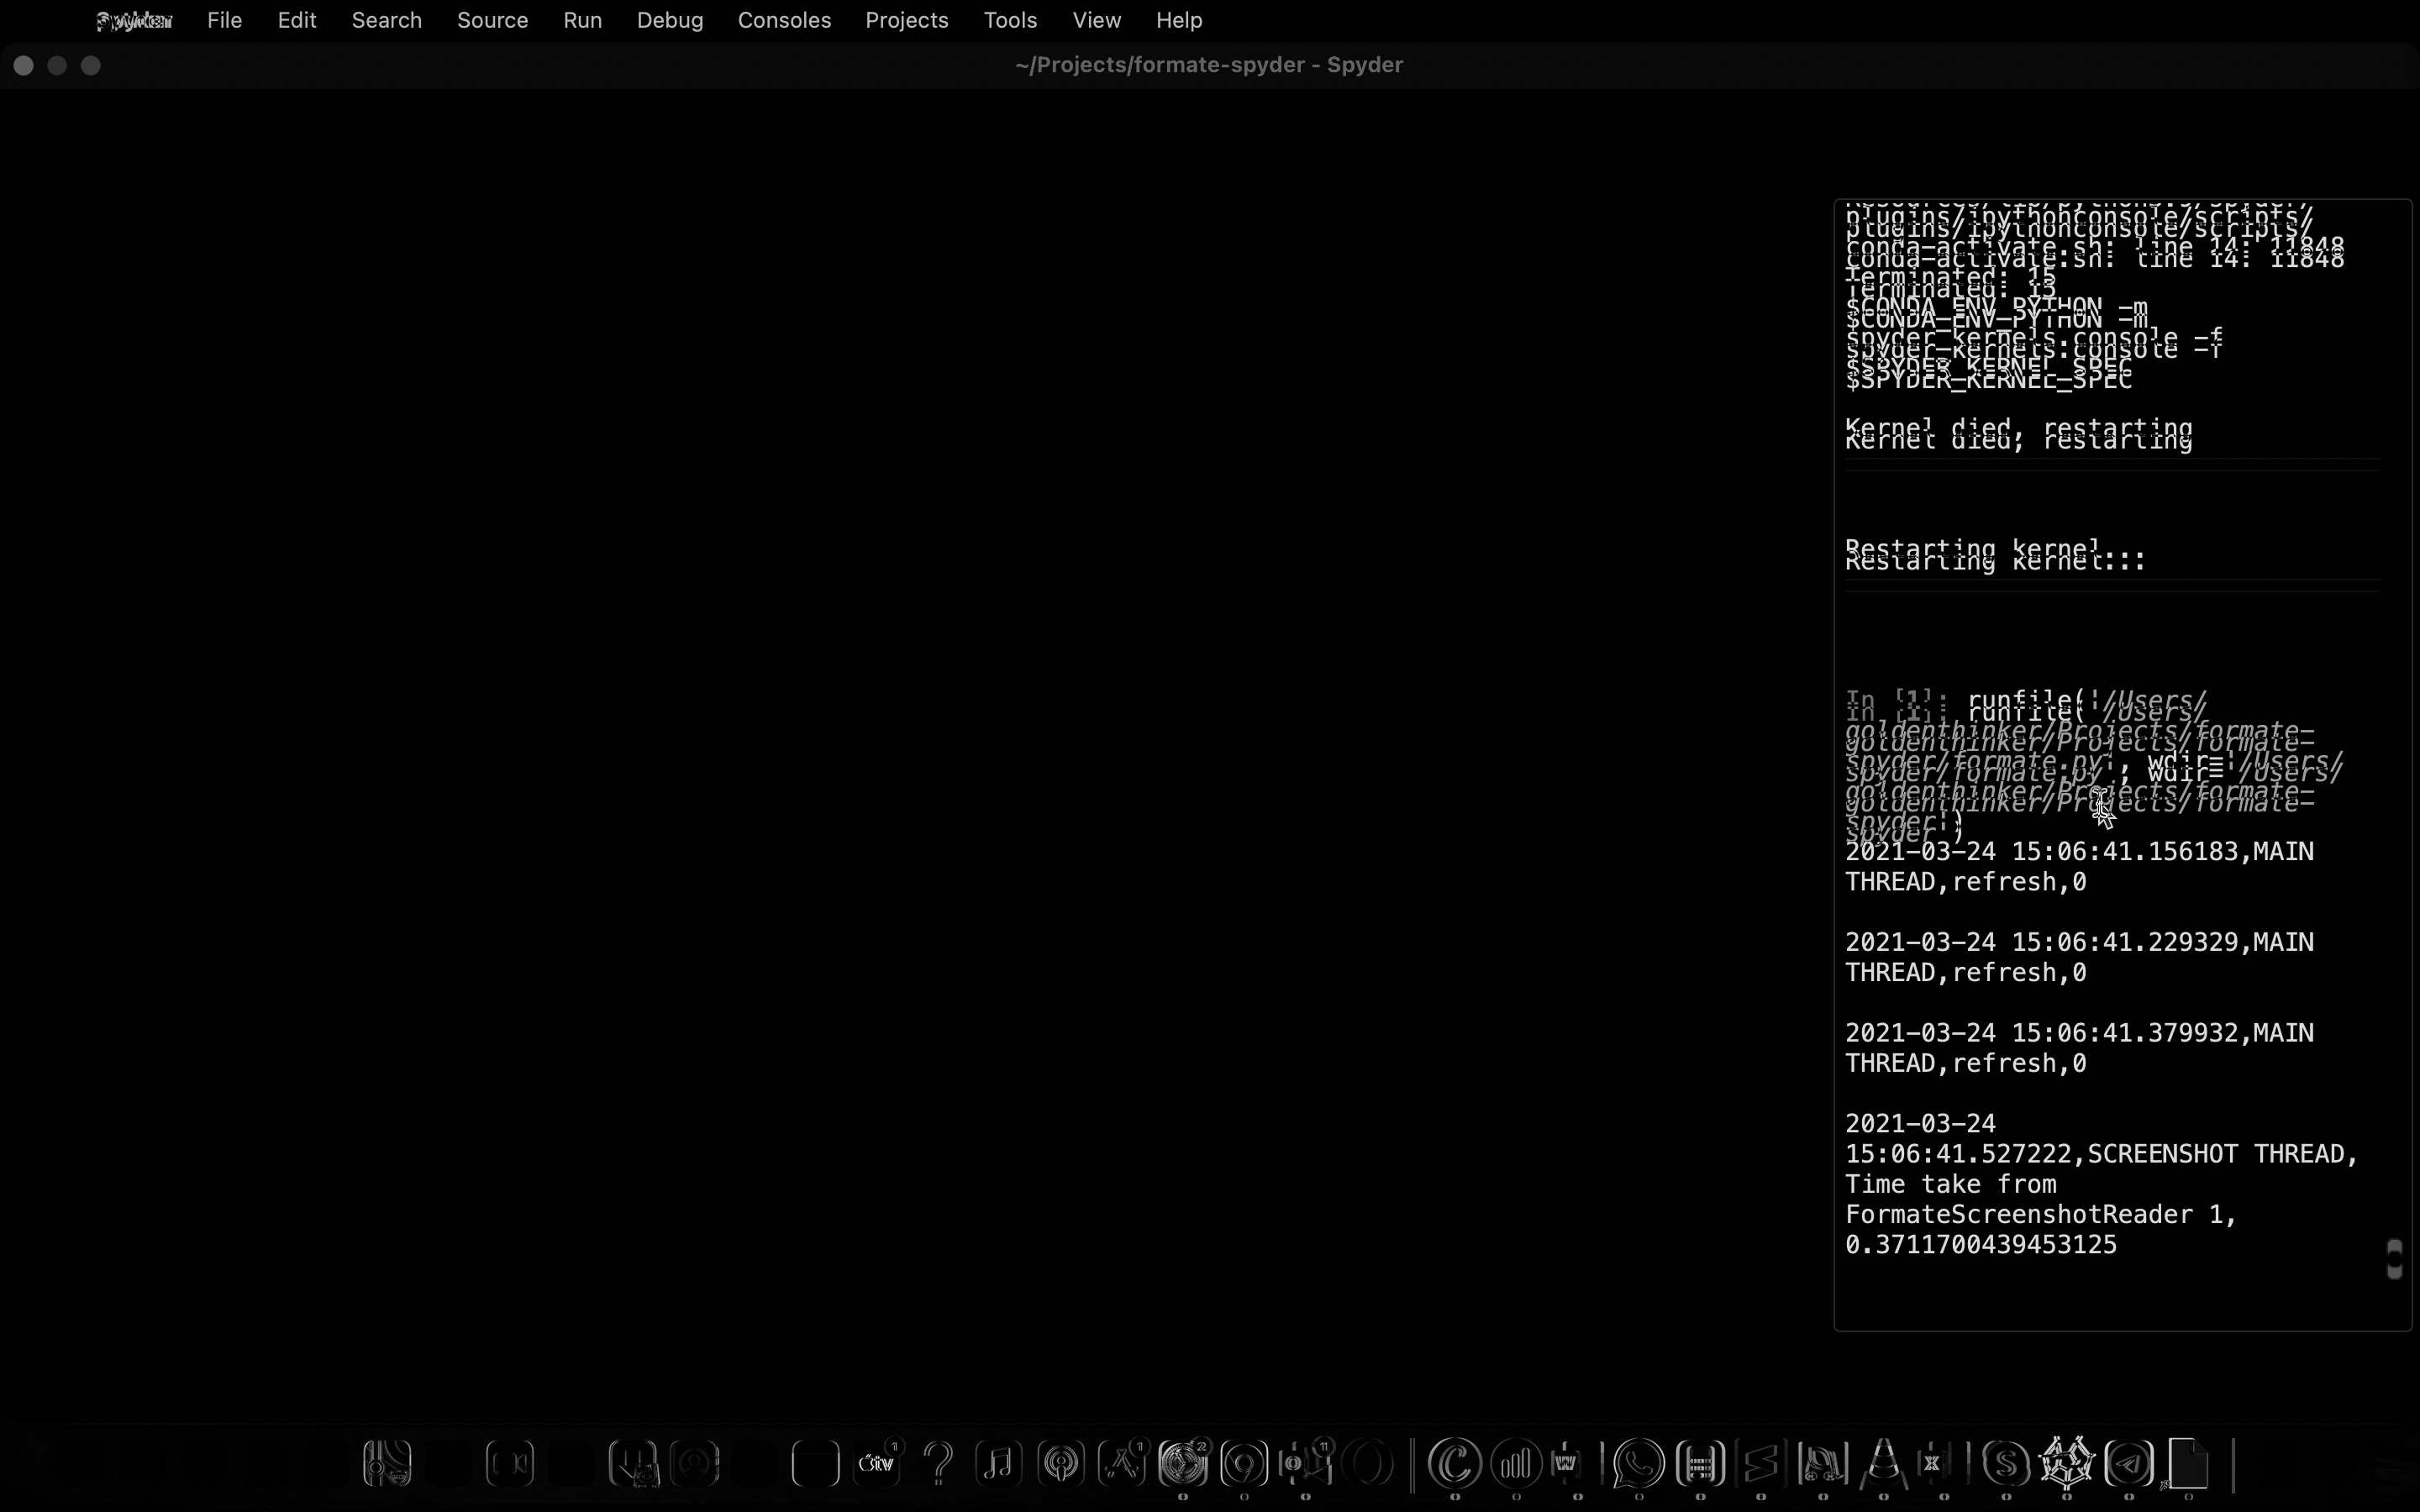 Spyder File Edit Search Source Run Debug Consoles Projects Tools View Help
~/Projects/formate-spyder - Spyder
plugins/ipythonconsole/scripts/
conda-activate.sh: line 14: 11848
Terminated: 15
$CONDA_ENV_PYTHON -m
spyder_kernels.console -f
$SPYDER_KERNEL_SPEC
Kernel died, restarting
Restarting kernel...
In [1]: runfile('/Users/
goldenthinker/Projects/formate-
spyder/formate.py', wdir='/Users/
goldenthinker/Projects/formate-
spyder')
2021-03-24 15:06:41.156183,MAIN
THREAD,refresh,0
2021-03-24 15:06:41.229329,MAIN
THREAD,refresh,0
2021-03-24 15:06:41.379932,MAIN
THREAD,refresh,0
2021-03-24
15:06:41.527222,SCREENSHOT THREAD,
Time take from
FormateScreenshotReader 1,
0.3711700439453125
tv